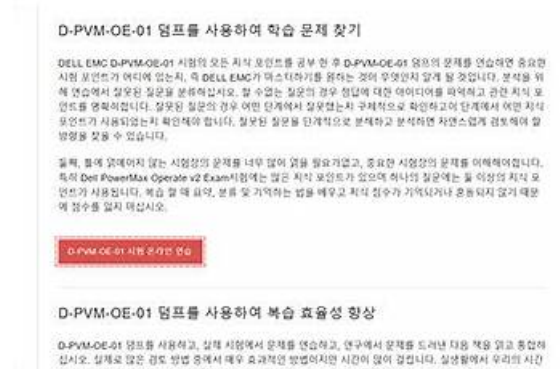 D-PVM-OE-01 덤프를 사용하여 학습 문제 찾기
DELL EMC D-PVM-OE-01 시험의 모든 지식 포인트를 공부 한 후 D-PVM-OE-01 덤프의 문제를 연습하면 중요한
시험 포인트가 어디에 있는지, 즉 DELL EMC가 마스터하기를 원하는 것이 무엇인지 알게 될 것입니다. 분석을 위
해 연습에서 잘못된 질문을 분류하십시오. 할 수없는 질문의 경우 정답에 대한 아이디어를 파악하고 관련 지식 포
인트를 명확히합니다. 잘못된 질문의 경우 어떤 단계에서 잘못했는지 구체적으로 확인하고이 단계에서 어떤 지식
포인트가 사용되었는지 확인해야 합니다. 잘못된 질문을 단계적으로 분해하고 분석하면 자연스럽게 검토해야 할
방향을 찾을 수 있습니다.
둘째, 틀에 얽매이지 않는 시험장의 문제를 너무 많이 읽을 필요가없고, 중요한 시험장의 문제를 이해해야합니다.
특히 Dell PowerMax Operate v2 Exam시험에는 많은 지식 포인트가 있으며 하나의 질문에는 둘 이상의 지식 포
인트가 사용됩니다. 복습 할 때 요약, 분류 및 기억하는 법을 배우고 지식 점수가 기억되거나 혼동되지 않기 때문
에 점수를 잃지 마십시오.
D-PVM-OE-01 시험 온라인 연습
D-PVM-OE-01 덤프를 사용하여 복습 효율성 향상
D-PVM-OE-01 덤프를 사용하고, 실제 시험에서 문제를 연습하고, 연구에서 문제를 드러낸 다음 책을 읽고 통합하
십시오. 실제로 많은 검토 방법 중에서 매우 효과적인 방법이지만 시간이 많이 걸립니다. 실생활에서 우리의 시간